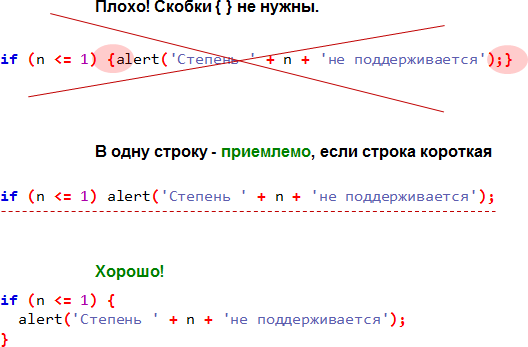 Плохо! Скобки { } не нужны.
if (n <= 1) {alert('Степень ' + n + 'не поддерживается');}
В одну строку - приемлемо, если строка короткая
if (n <= 1) alert('Степень ' + n + 'не поддерживается');
Хорошо!
if (n <= 1) {
  alert('Степень ' + n + 'не поддерживается');
}